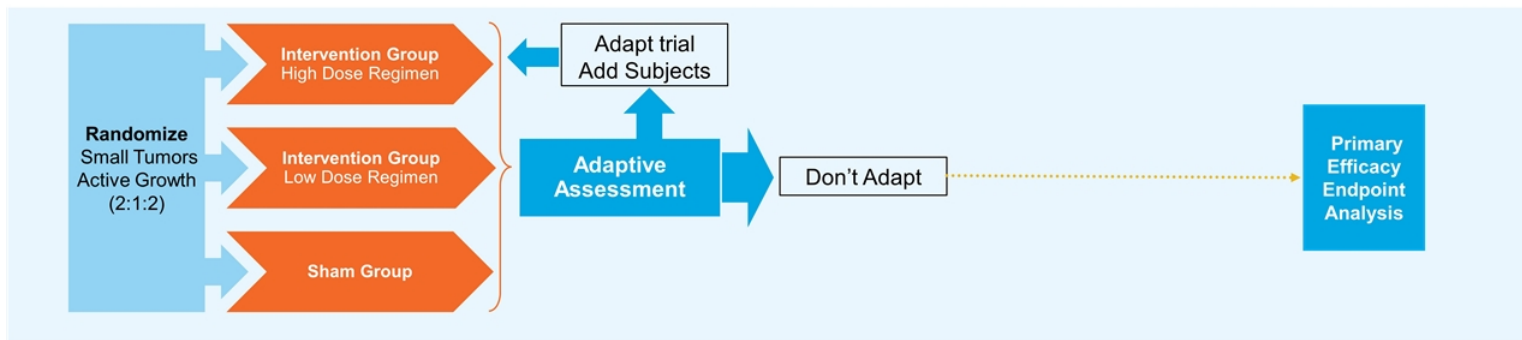 Randomize
Small Tumors
Active Growth
(2:1:2)
Intervention Group
High Dose Regimen
Intervention Group
Low Dose Regimen
Sham Group
Adapt trial
Add Subjects
Adaptive
Assessment
Don’t Adapt
Primary
Efficacy
Endpoint
Analysis